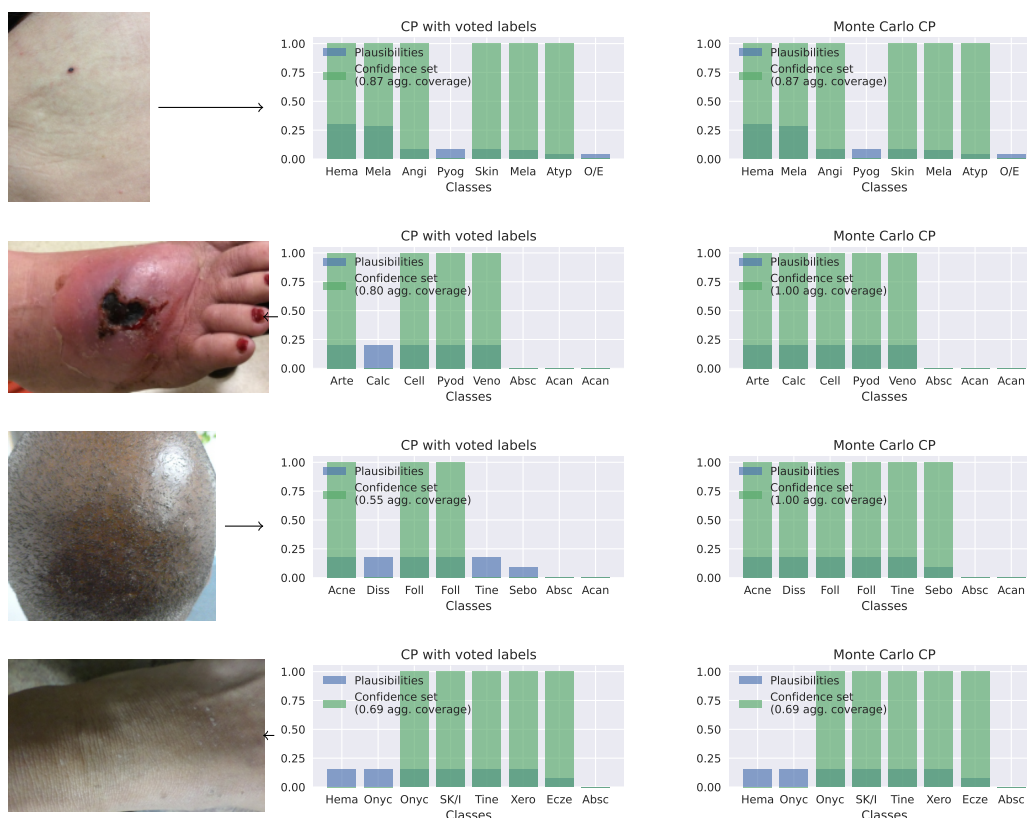 CP with voted labels
1.00
0.75
0.50
0.25
0.00
Plausibilities
Confidence set
(0.87 agg. coverage)
Hema Mela Angi Pyog Skin Mela Atyp O/E
Classes
Monte Carlo CP
1.00
0.75
0.50
0.25
0.00
Plausibilities
Confidence set
(0.87 agg. coverage)
Hema Mela Angi Pyog Skin Mela Atyp O/E
Classes
CP with voted labels
1.00
0.75
0.50
0.25
0.00
Plausibilities
Confidence set
(0.80 agg. coverage)
Arte Calc Cell Pyod Veno Absc Acan Acan
Classes
Monte Carlo CP
1.00
0.75
0.50
0.25
0.00
Plausibilities
Confidence set
(1.00 agg. coverage)
Arte Calc Cell Pyod Veno Absc Acan Acan
Classes
CP with voted labels
1.00
0.75
0.50
0.25
0.00
Plausibilities
Confidence set
(0.55 agg. coverage)
Acne Diss Foll Foll Tine Sebo Absc Acan
Classes
Monte Carlo CP
1.00
0.75
0.50
0.25
0.00
Plausibilities
Confidence set
(1.00 agg. coverage)
Acne Diss Foll Foll Tine Sebo Absc Acan
Classes
CP with voted labels
1.00
0.75
0.50
0.25
0.00
Plausibilities
Confidence set
(0.69 agg. coverage)
Hema Onyc Onyc SK/I Tine Xero Ecze Absc
Classes
Monte Carlo CP
1.00
0.75
0.50
0.25
0.00
Plausibilities
Confidence set
(0.69 agg. coverage)
Hema Onyc Onyc SK/I Tine Xero Ecze Absc
Classes